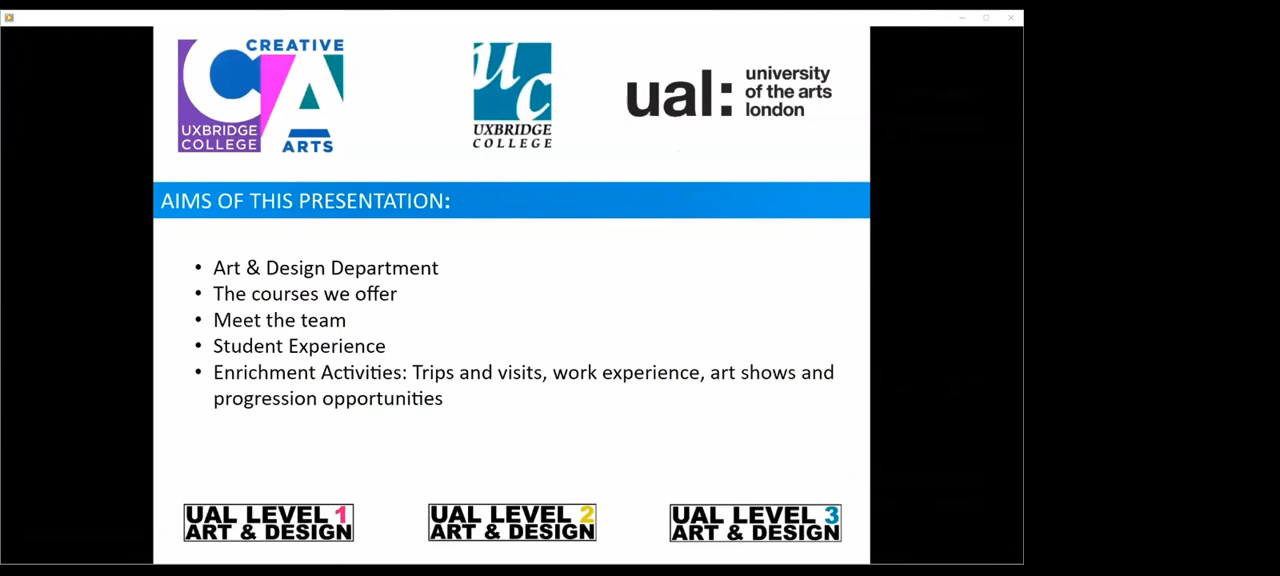 CREATIVE
CA
UXBRIDGE
COLLEGE
ARTS
uc
UXBRIDGE
COLLEGE
ual:
university
of the arts
london
AIMS OF THIS PRESENTATION:
• Art & Design Department
• The courses we offer
• Meet the team
• Student Experience
• Enrichment Activities: Trips and visits, work experience, art shows and
progression opportunities
UAL LEVEL 1
ART & DESIGN
UAL LEVEL 2
ART & DESIGN
UAL LEVEL 3
ART & DESIGN